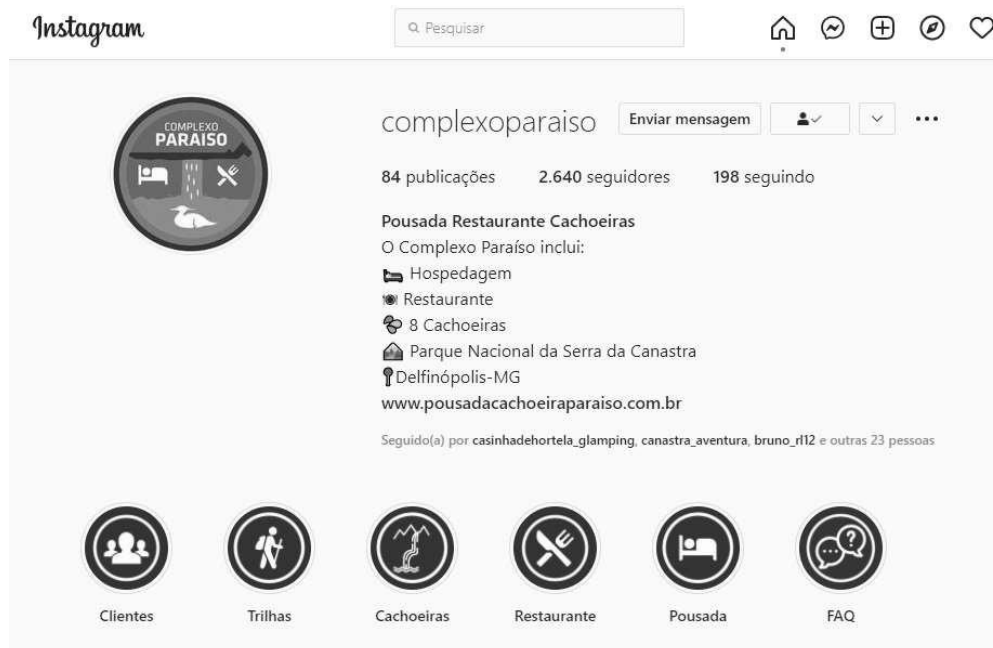 Instagram
Pesquisar
COMPLEXO
PARAISO
complexoparaiso Enviar mensagem
84 publicações 2.640 seguidores 198 seguindo
Pousada Restaurante Cachoeiras
O Complexo Paraíso inclui:
Hospedagem
Restaurante
8 Cachoeiras
Parque Nacional da Serra da Canastra
Delfinópolis-MG
www.pousadacachoeiraparaiso.com.br
Seguido(a) por casinhadehortela_glamping, canastra_aventura, bruno_rl12 e outras 23 pessoas
Clientes Trilhas Cachoeiras Restaurante Pousada FAQ